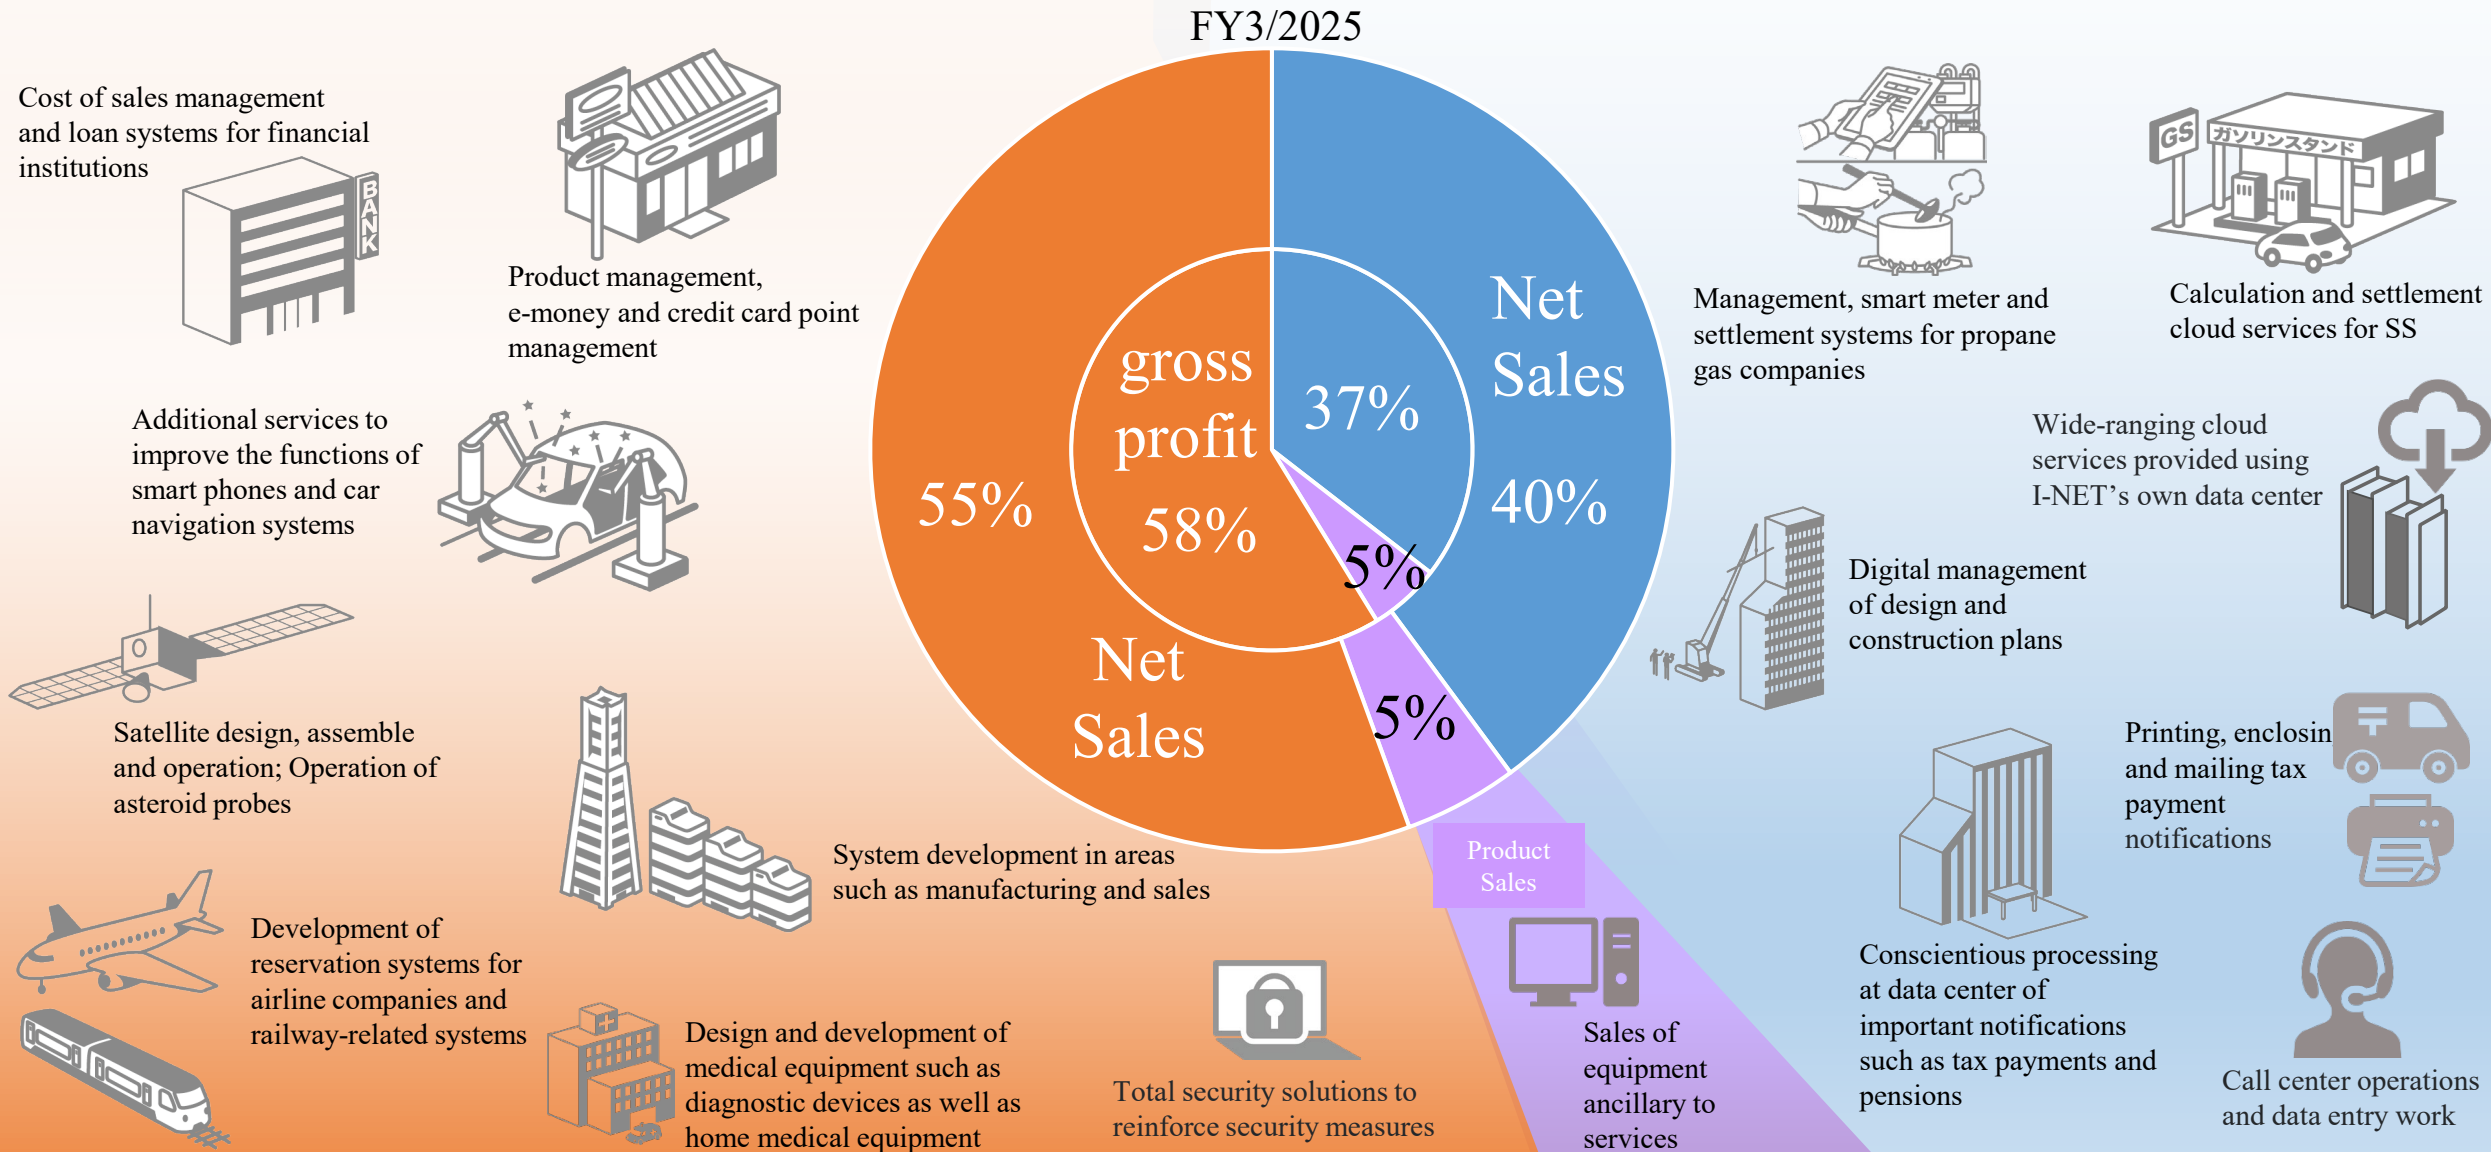 FY3/2025
Cost of sales management
and loan systems for financial
institutions
BANK
Product management,
e-money and credit card point
management
Additional services to
improve the functions of
smart phones and car
navigation systems
Satellite design, assemble
and operation; Operation of
asteroid probes
System development in areas
such as manufacturing and sales
Development of
reservation systems for
airline companies and
railway-related systems
Design and development of
medical equipment such as
diagnostic devices as well as
home medical equipment
Total security solutions to
reinforce security measures
gross
profit
58%
55%
Net
Sales
37%
Net
Sales
40%
5%
5%
Product
Sales
Sales of
equipment
ancillary to
services
Management, smart meter and
settlement systems for propane
gas companies
GS
ガソリンスタンド
Calculation and settlement
cloud services for SS
Wide-ranging cloud
services provided using
I-NET’s own data center
Digital management
of design and
construction plans
Printing, enclosin
and mailing tax
payment
notifications
Conscientious processing
at data center of
important notifications
such as tax payments and
pensions
Call center operations
and data entry work